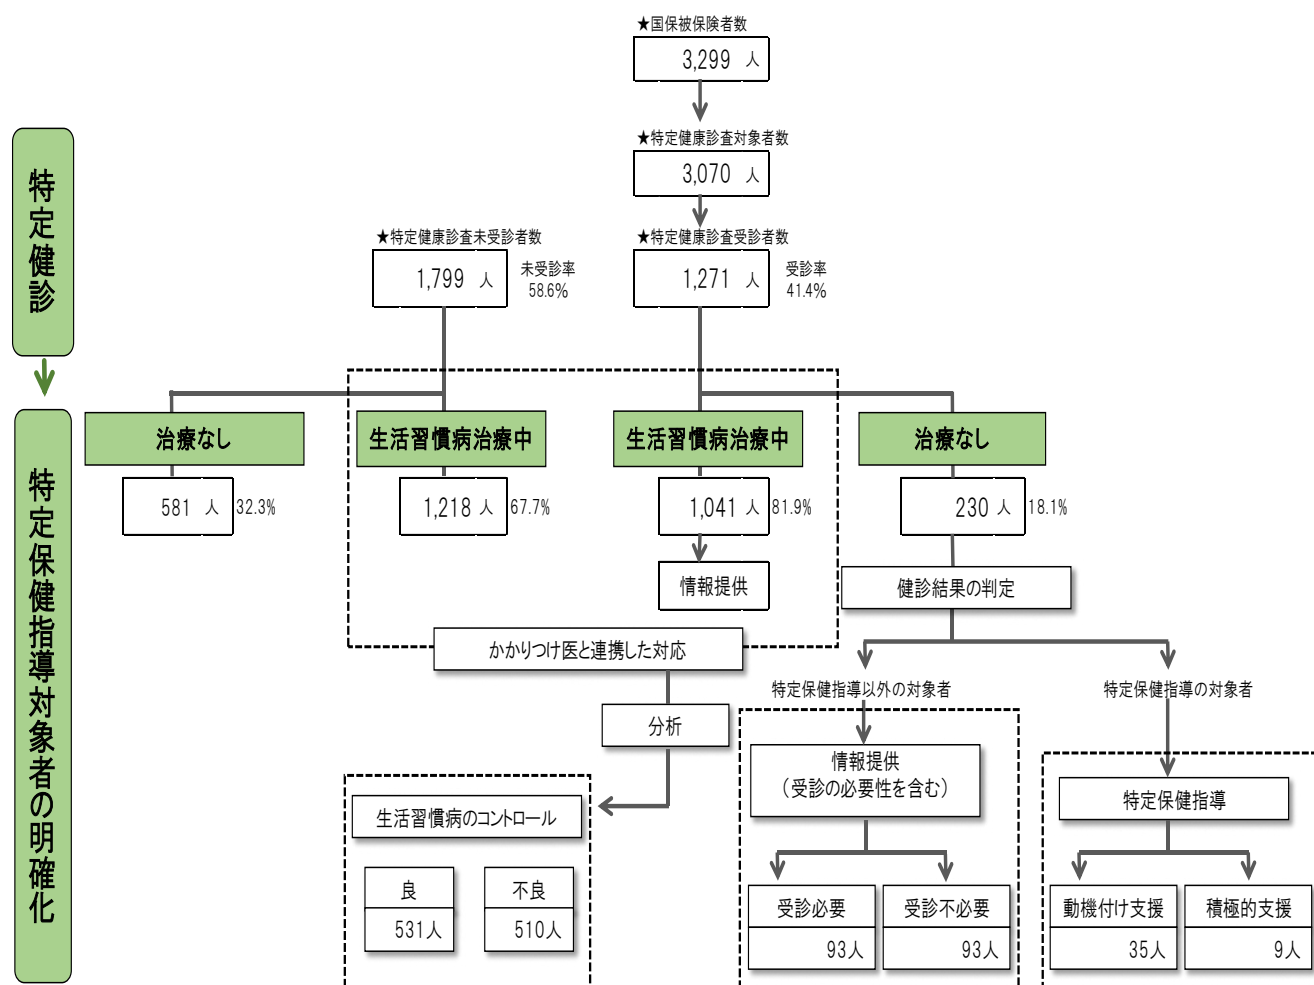 ★国保被保険者数
3,299 人
★特定健康診査対象者数
3,070 人
特定健診
★特定健康診査未受診者数
1,799 人
未受診率
58.6%
★特定健康診査受診者数
1,271 人
受診率
41.4%
特定保健指導対象者の明確化
治療なし
生活習慣病治療中
生活習慣病治療中
治療なし
581 人 32.3%
1,218 人 67.7%
1,041 人 81.9%
230 人 18.1%
情報提供
健診結果の判定
かかりつけ医と連携した対応
特定保健指導以外の対象者
特定保健指導の対象者
分析
情報提供
（受診の必要性を含む）
特定保健指導
生活習慣病のコントロール
良
不良
531人
510人
受診必要
受診不必要
動機付け支援
積極的支援
93人
93人
35人
9人